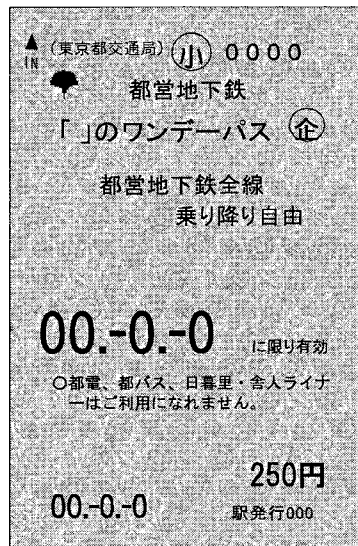 ▲ (東京都交通局) ㊛ 0000
IN
都営地下鉄
「 」のワンデーパス ㊭
都営地下鉄全線
乗り降り自由
00.-0.-0 に限り有効
○都電、都バス、日暮里・舎人ライナ
ーはご利用になれません。
250円
00.-0.-0 駅発行000